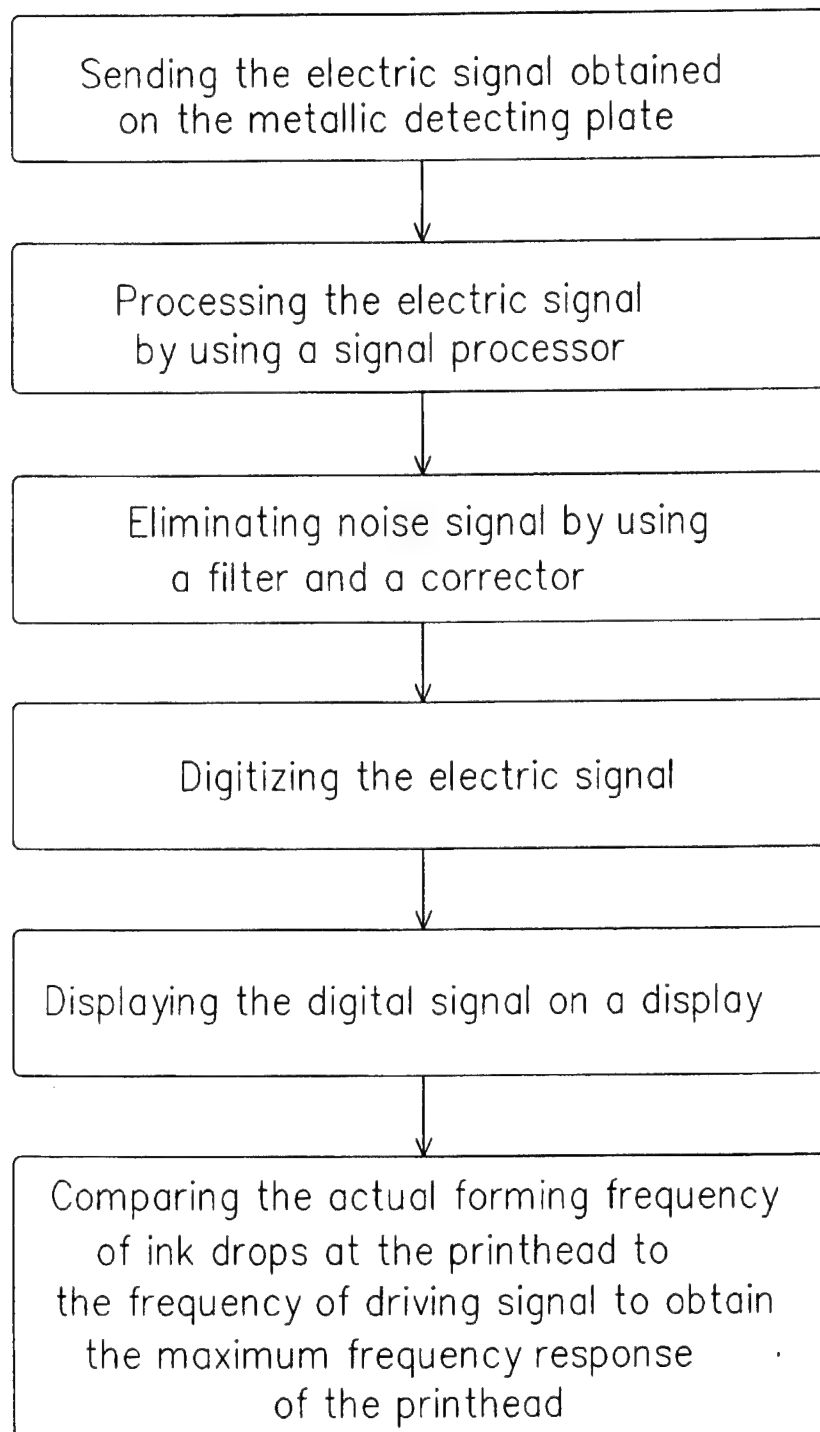 Sending the electric signal obtained
on the metallic detecting plate
Processing the electric signal
by using a signal processor
Eliminating noise signal by using
a filter and a corrector
Digitizing the electric signal
Displaying the digital signal on a display
Comparing the actual forming frequency
of ink drops at the printhead to
the frequency of driving signal to obtain
the maximum frequency response
of the printhead